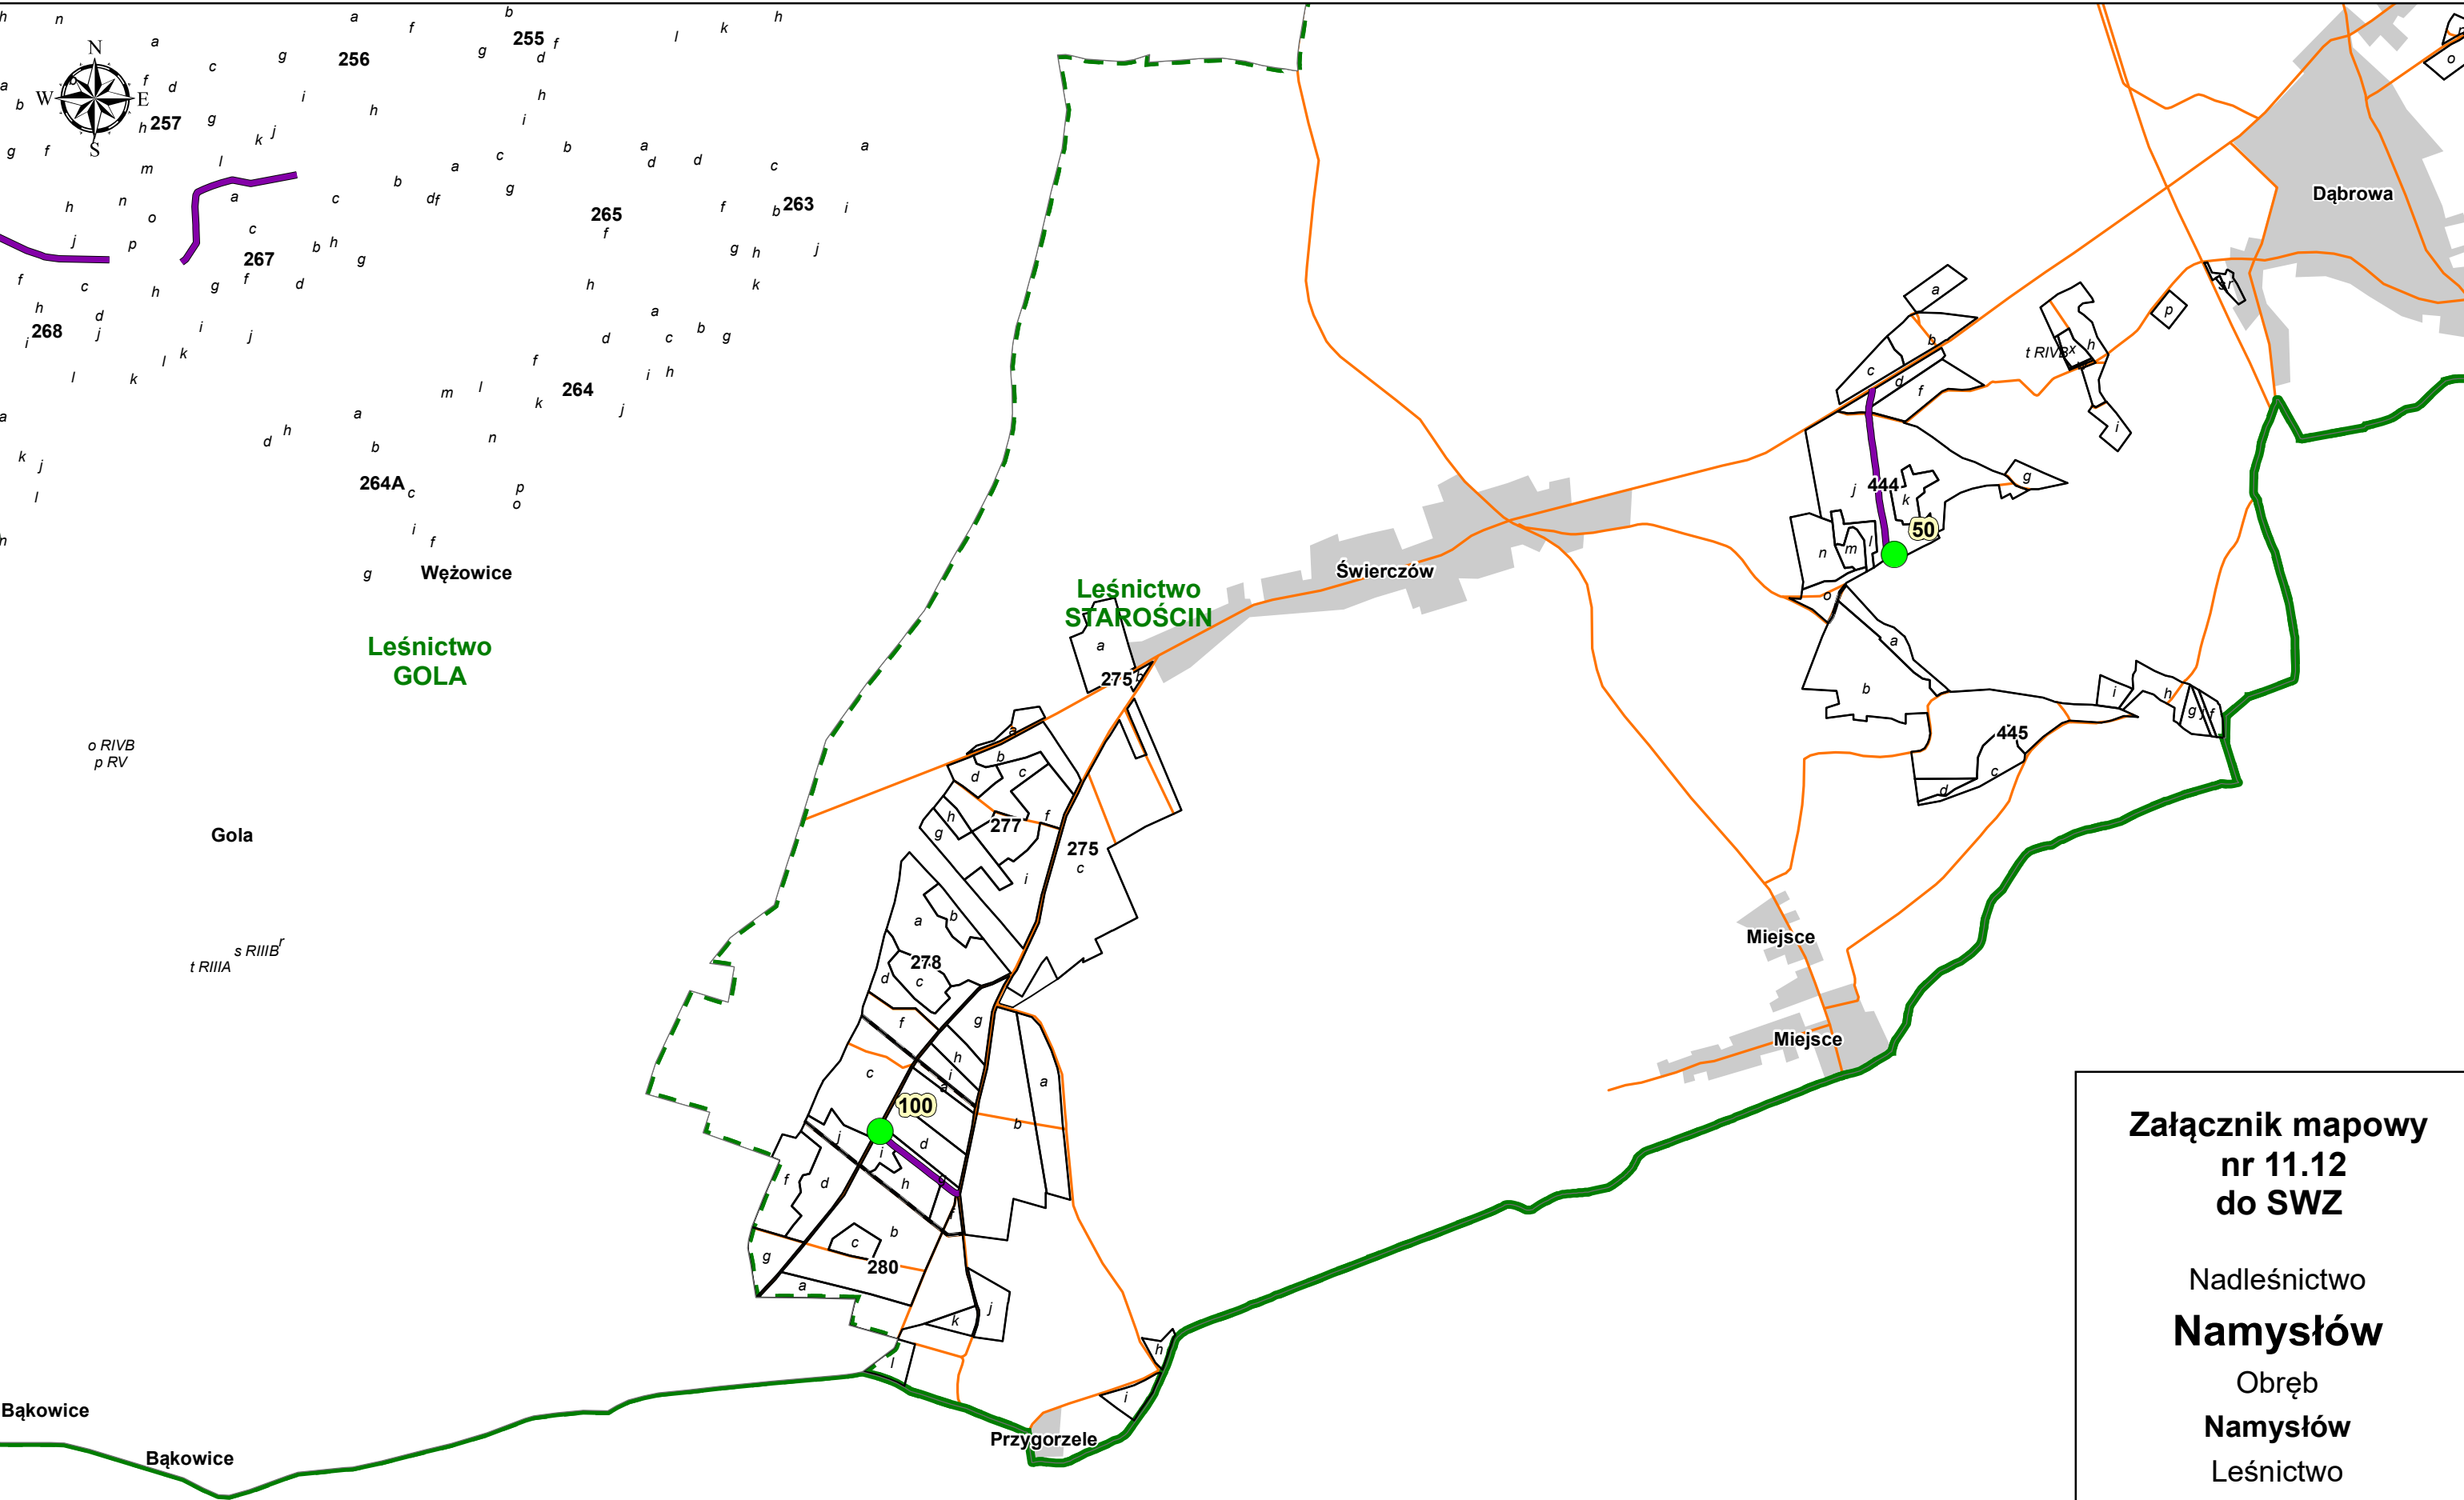 h n a f b l k h
a g 256 g 255 f d
N
W E
S
a b b f d c i h h i
h 257 g k j
g f m l a c b a d d c a
h n o a c b df g 265 f f b 263 i
j p c b h g g h j
267
f c h g f d h k
h d
268 j i j a d c b g
i l k f i h
l k m l 264 k j
a a d h b n
k j 264A c p
l o
h i f
g Wężowice
Leśnictwo
GOLA
o RIVB
p RV
Gola
s RIIIB r
t RIIIA
Bąkowice
Bąkowice
Leśnictwo
STAROŚCIN
Świerczów
Dąbrowa
o
a
b
c d f
t RIVB x h
i
p
s r
g
j 444 k
50
n m l
o
a
b
445
c
d
i h g j f
a
275 b
a
b
d c
h 277 f
g
275
c
i
a b
278
d c
f g
h
i
a
c
100
j d
i
a
b
f d h g
f
b
c
g 280
a
j
k
l
h
i
Przygorzele
Miejsce
Miejsce
Załącznik mapowy
nr 11.12
do SWZ
Nadleśnictwo
Namysłów
Obręb
Namysłów
Leśnictwo